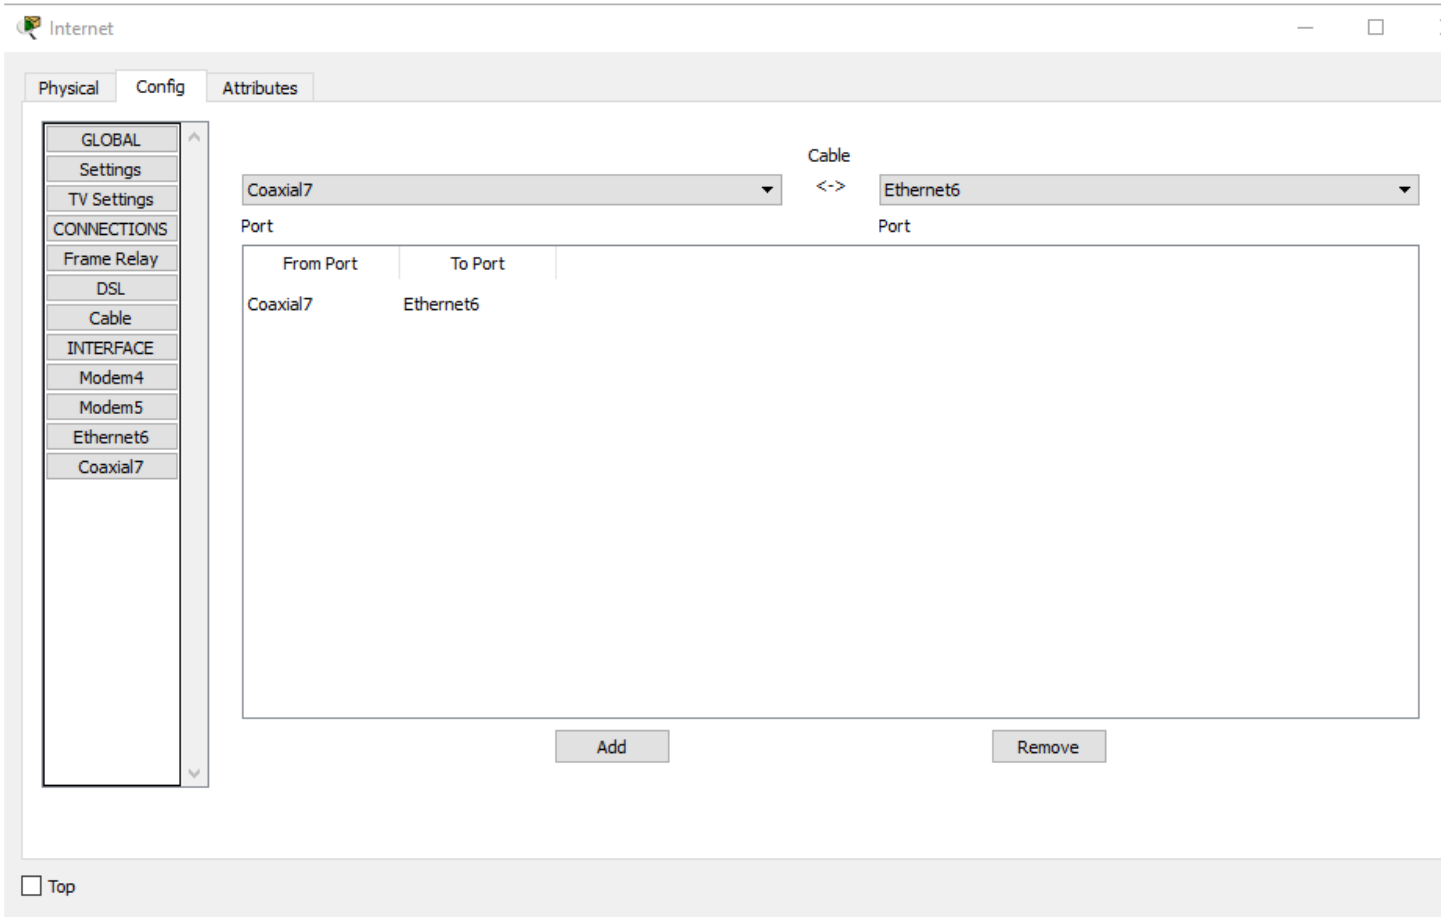 Internet
Physical Config Attributes
GLOBAL
Settings
TV Settings
CONNECTIONS
Frame Relay
DSL
Cable
INTERFACE
Modem4
Modem5
Ethernet6
Coaxial7
Cable
Coaxial7 <-> Ethernet6
Port Port
From Port To Port
Coaxial7 Ethernet6
Add Remove
Top